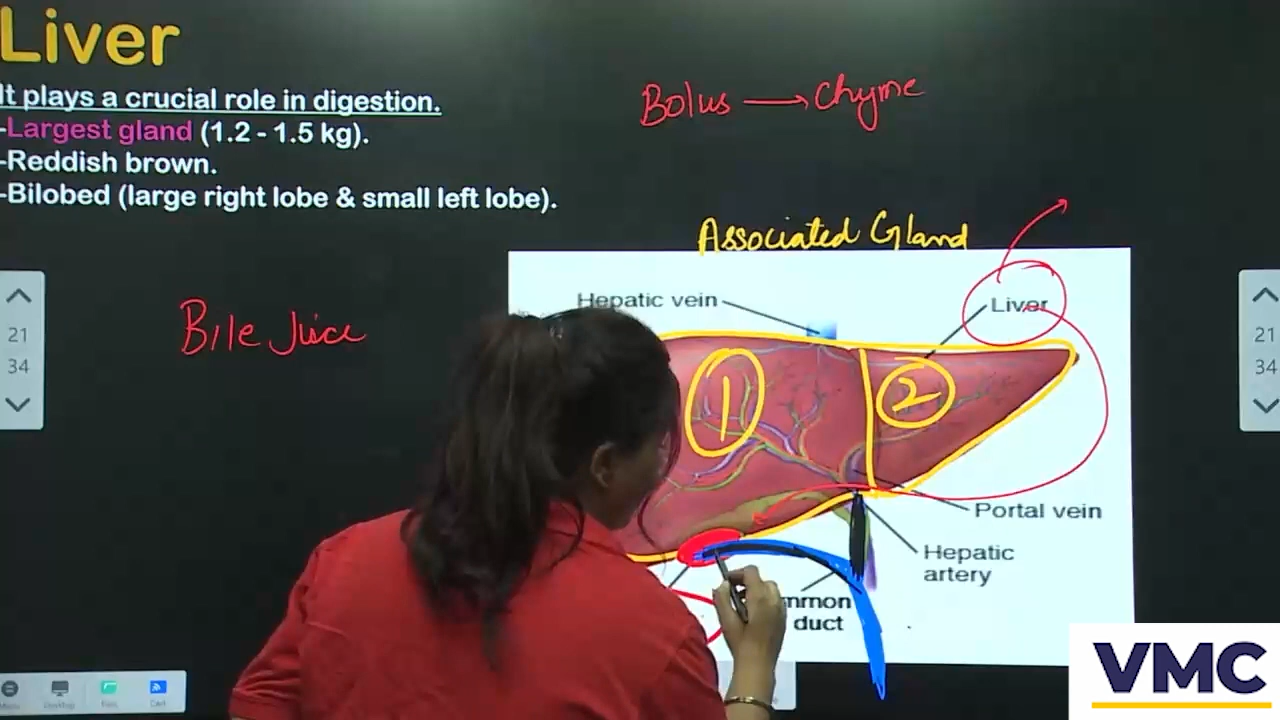 Liver
It plays a crucial role in digestion.
-Largest gland (1.2 - 1.5 kg).
-Reddish brown.
-Bilobed (large right lobe & small left lobe).
Bolus → Chyme
Associated Gland
Hepatic vein
Liver
Bile Juice
1
2
Portal vein
Hepatic
artery
mmon
duct
21
34
21
34
Desktop
VMC